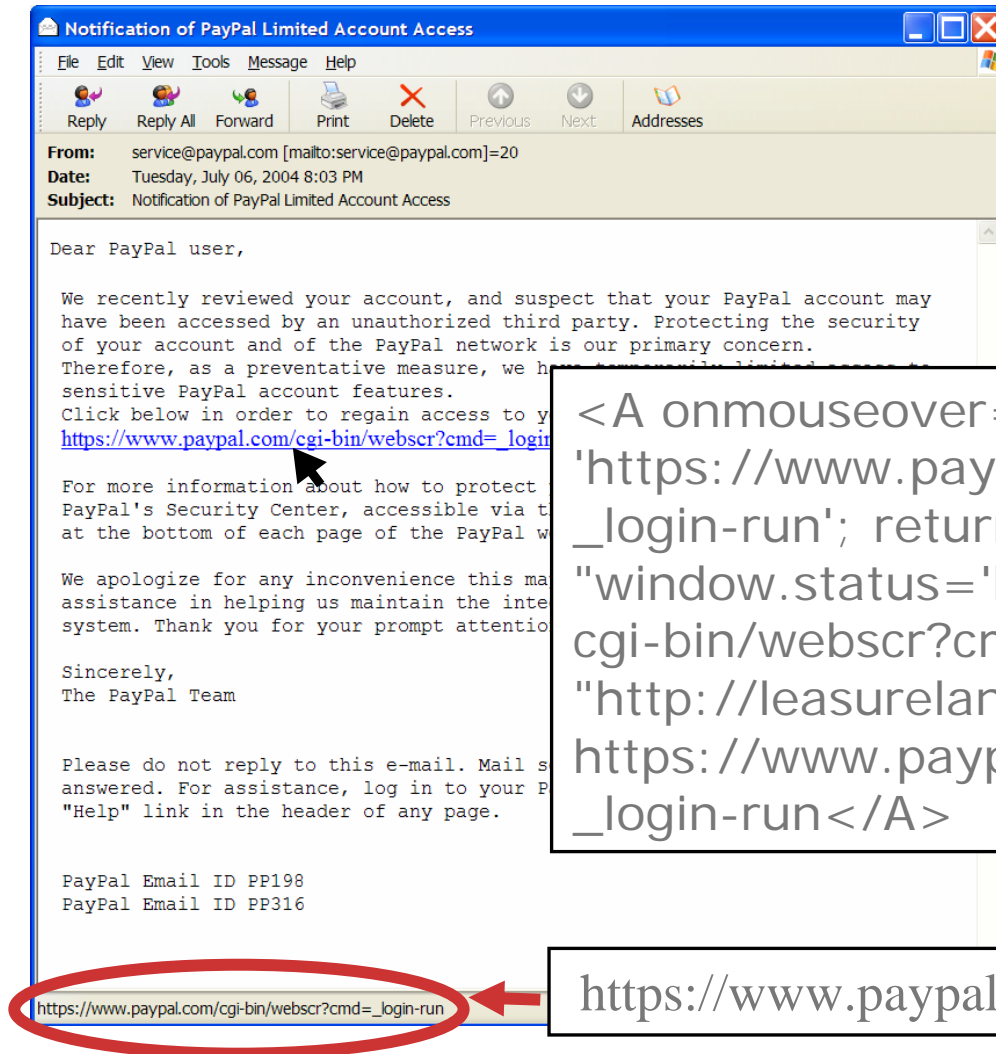 Notification of PayPal Limited Account Access
File Edit View Tools Message Help
Reply Reply All Forward Print Delete Previous Next Addresses
From: service@paypal.com [mailto:service@paypal.com]=20
Date: Tuesday, July 06, 2004 8:03 PM
Subject: Notification of PayPal Limited Account Access
Dear PayPal user,
We recently reviewed your account, and suspect that your PayPal account may
have been accessed by an unauthorized third party. Protecting the security
of your account and of the PayPal network is our primary concern.
Therefore, as a preventative measure, we have temporarily limited access to
sensitive PayPal account features.
Click below in order to regain access to
https://www.paypal.com/cgi-bin/webscr?cmd=_login
For more information about how to protect
PayPal's Security Center, accessible via
at the bottom of each page of the PayPal
We apologize for any inconvenience this
assistance in helping us maintain the
system. Thank you for your prompt
Sincerely,
The PayPal Team
Please do not reply to this e-mail. Mail
answered. For assistance, log in to your
"Help" link in the header of any page.
PayPal Email ID PP198
PayPal Email ID PP316
https://www.paypal.com/cgi-bin/webscr?cmd=_login-run
<A onmouseover=
'https://www.pay
_login-run'; retur
"window.status='
cgi-bin/webscr?c
"http://leasurela
https://www.payp
_login-run</A>
https://www.paypal